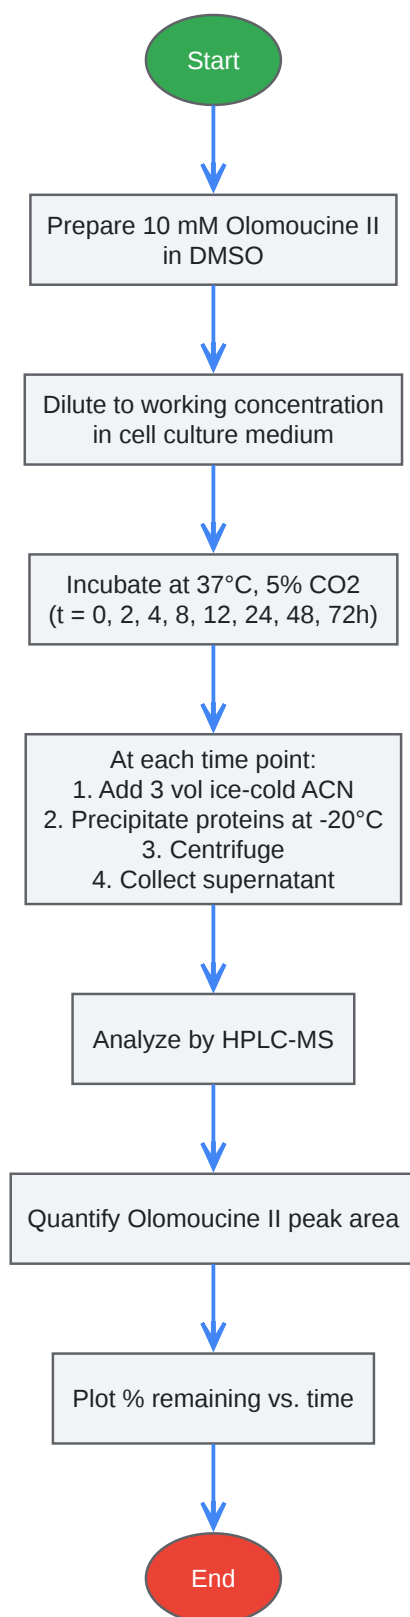 Start
Prepare 10 mM Olomoucine II
in DMSO
Dilute to working concentration
in cell culture medium
Incubate at 37°C, 5% CO2
(t = 0, 2, 4, 8, 12, 24, 48, 72h)
At each time point:
1. Add 3 vol ice-cold ACN
2. Precipitate proteins at -20°C
3. Centrifuge
4. Collect supernatant
Analyze by HPLC-MS
Quantify Olomoucine II peak area
Plot % remaining vs. time
End